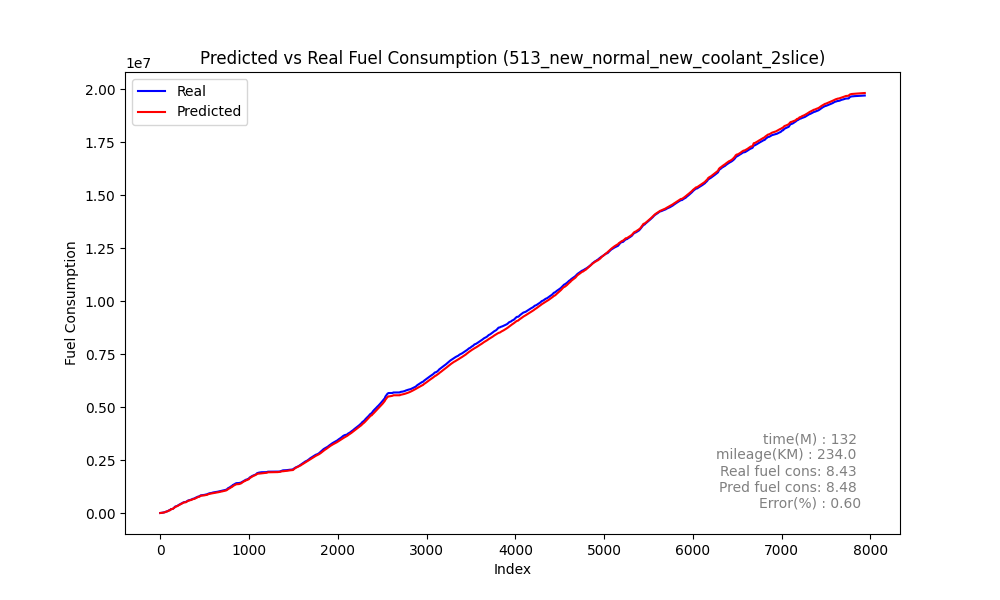 Predicted vs Real Fuel Consumption (513_new_normal_new_coolant_2slice)
1e7
Real
Predicted
2.00
1.75
1.50
1.25
1.00
0.75
0.50
0.25
0.00
Fuel Consumption
time(M) : 132
mileage(KM) : 234.0
Real fuel cons: 8.43
Pred fuel cons: 8.48
Error(%) : 0.60
0 1000 2000 3000 4000 5000 6000 7000 8000
Index